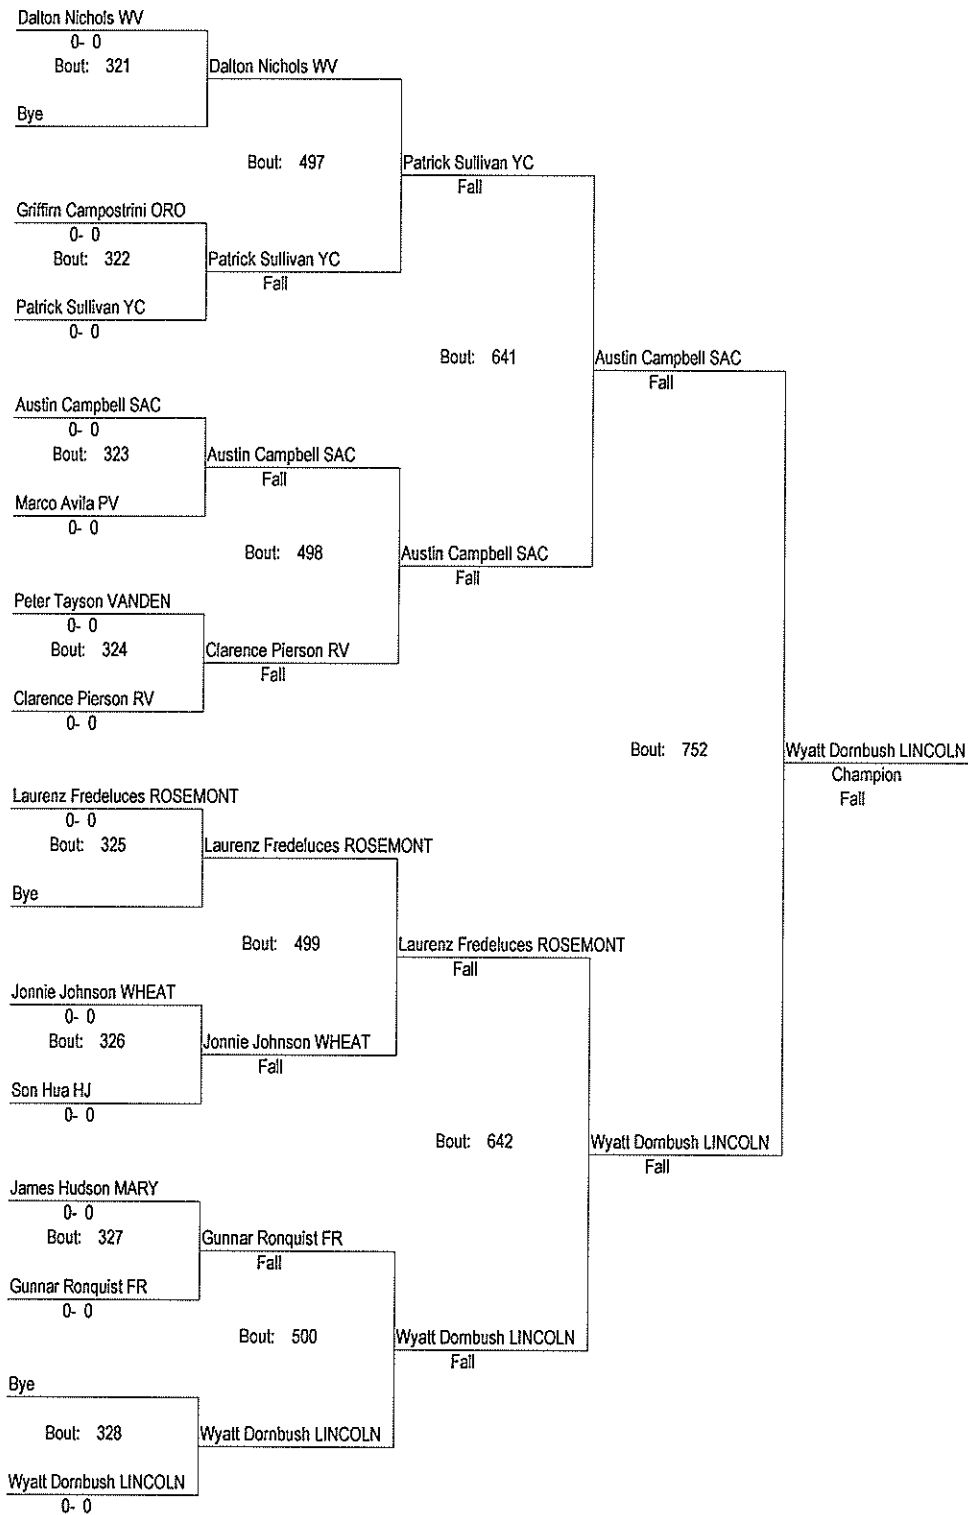 Dalton Nichols WV
0- 0
Bout: 321
Dalton Nichols WV
Bye
Bout: 497
Patrick Sullivan YC
Fall
Griffirn Campostrini ORO
0- 0
Bout: 322
Patrick Sullivan YC
Fall
Patrick Sullivan YC
0- 0
Bout: 641
Austin Campbell SAC
Fall
Austin Campbell SAC
0- 0
Bout: 323
Austin Campbell SAC
Fall
Marco Avila PV
0- 0
Bout: 498
Austin Campbell SAC
Fall
Peter Tayson VANDEN
0- 0
Bout: 324
Clarence Pierson RV
Fall
Clarence Pierson RV
0- 0
Bout: 752
Wyatt Dornbush LINCOLN
Champion
Fall
Laurenz Fredeluces ROSEMONT
0- 0
Bout: 325
Laurenz Fredeluces ROSEMONT
Bye
Bout: 499
Laurenz Fredeluces ROSEMONT
Fall
Jonnie Johnson WHEAT
0- 0
Bout: 326
Jonnie Johnson WHEAT
Fall
Son Hua HJ
0- 0
Bout: 642
Wyatt Dornbush LINCOLN
Fall
James Hudson MARY
0- 0
Bout: 327
Gunnar Ronquist FR
Fall
Gunnar Ronquist FR
0- 0
Bout: 500
Wyatt Dornbush LINCOLN
Fall
Bye
Bout: 328
Wyatt Dornbush LINCOLN
Wyatt Dornbush LINCOLN
0- 0